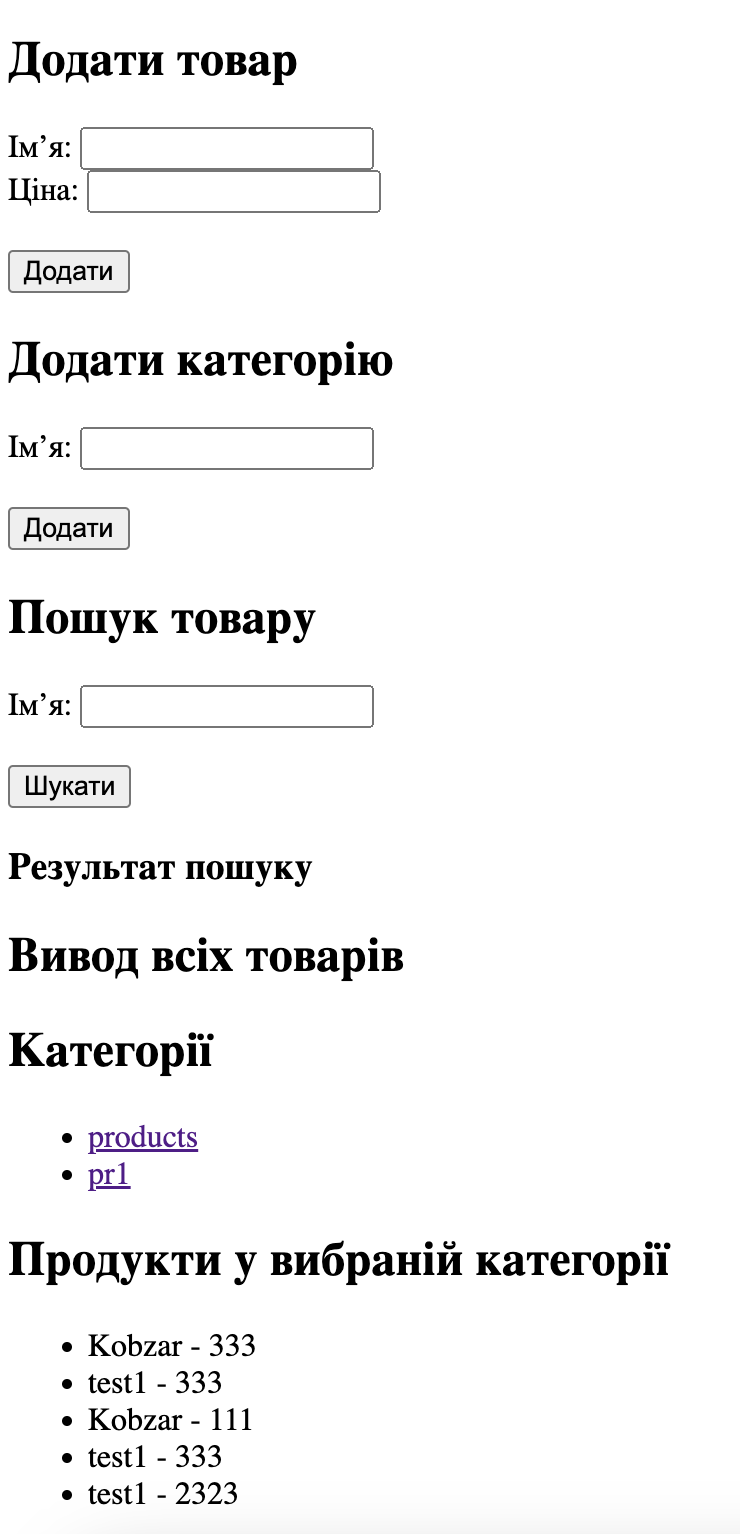 Додати товар
Ім’я:
Ціна:
Додати
Додати категорію
Ім’я:
Додати
Пошук товару
Ім’я:
Шукати
Результат пошуку
Вивод всіх товарів
Категорії
products
pr1
Продукти у вибраній категорії
Kobzar - 333
test1 - 333
Kobzar - 111
test1 - 333
test1 - 2323